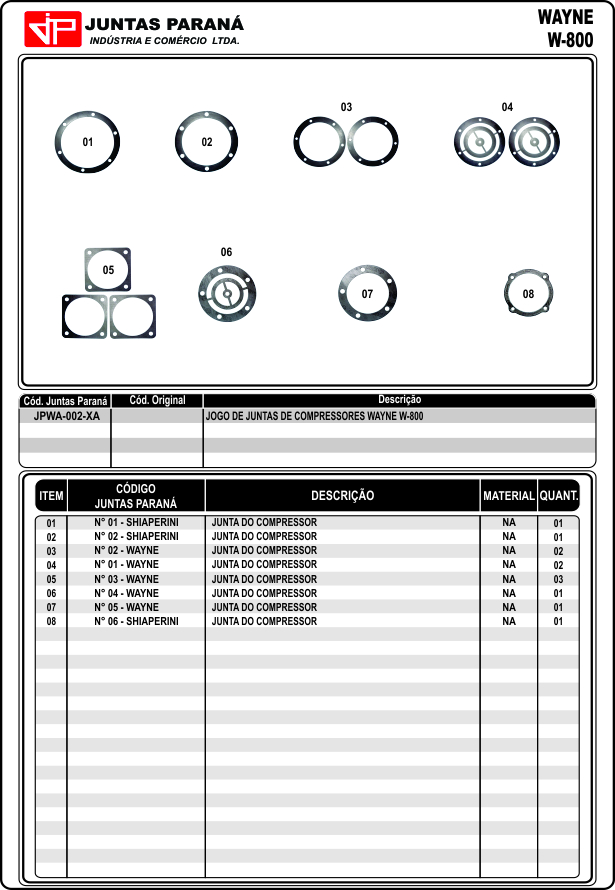 JP JUNTAS PARANÁ
INDÚSTRIA E COMÉRCIO LTDA.
WAYNE
W-800
03
04
01
02
06
05
07
08
Cód. Juntas Paraná Cód. Original Descrição
JPWA-002-XA JOGO DE JUNTAS DE COMPRESSORES WAYNE W-800
ITEM CÓDIGO JUNTAS PARANÁ DESCRIÇÃO MATERIAL QUANT.
01 N° 01 - SHIAPERINI JUNTA DO COMPRESSOR NA 01
02 N° 02 - SHIAPERINI JUNTA DO COMPRESSOR NA 01
03 N° 02 - WAYNE JUNTA DO COMPRESSOR NA 02
04 N° 01 - WAYNE JUNTA DO COMPRESSOR NA 02
05 N° 03 - WAYNE JUNTA DO COMPRESSOR NA 03
06 N° 04 - WAYNE JUNTA DO COMPRESSOR NA 01
07 N° 05 - WAYNE JUNTA DO COMPRESSOR NA 01
08 N° 06 - SHIAPERINI JUNTA DO COMPRESSOR NA 01